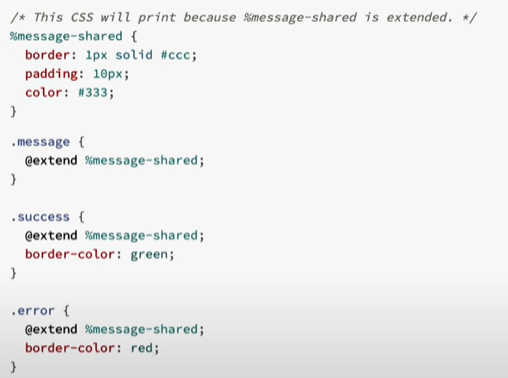 /* This CSS will print because %message-shared is extended. */
%message-shared {
  border: 1px solid #ccc;
  padding: 10px;
  color: #333;
}
.message {
  @extend %message-shared;
}
.success {
  @extend %message-shared;
  border-color: green;
}
.error {
  @extend %message-shared;
  border-color: red;
}